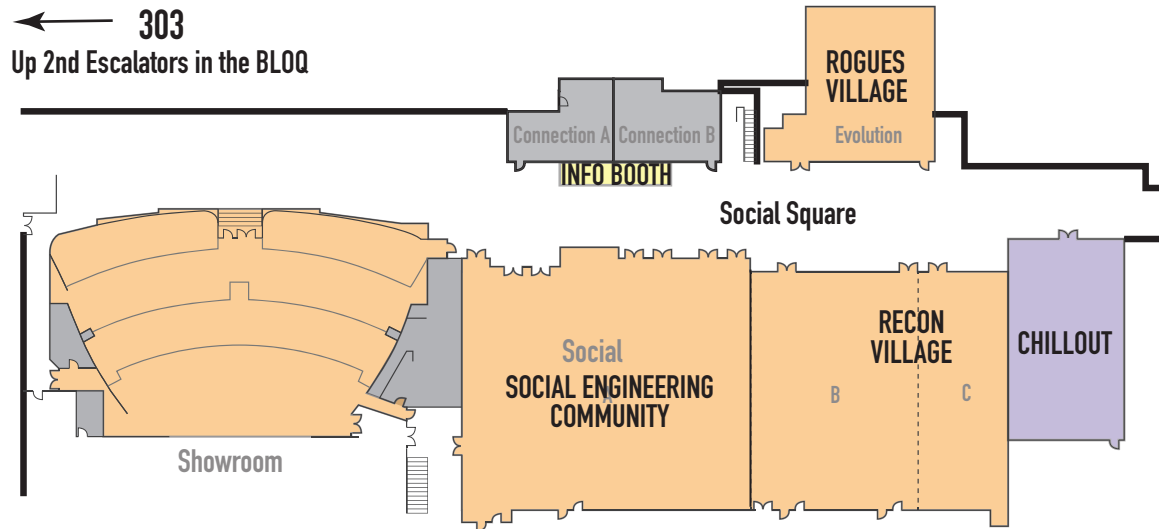 303
Up 2nd Escalators in the BLOQ
ROGUES
VILLAGE
Evolution
Connection A
Connection B
INFO BOOTH
Social Square
Social
A
SOCIAL ENGINEERING
COMMUNITY
RECON
VILLAGE
B
C
CHILLOUT
Showroom